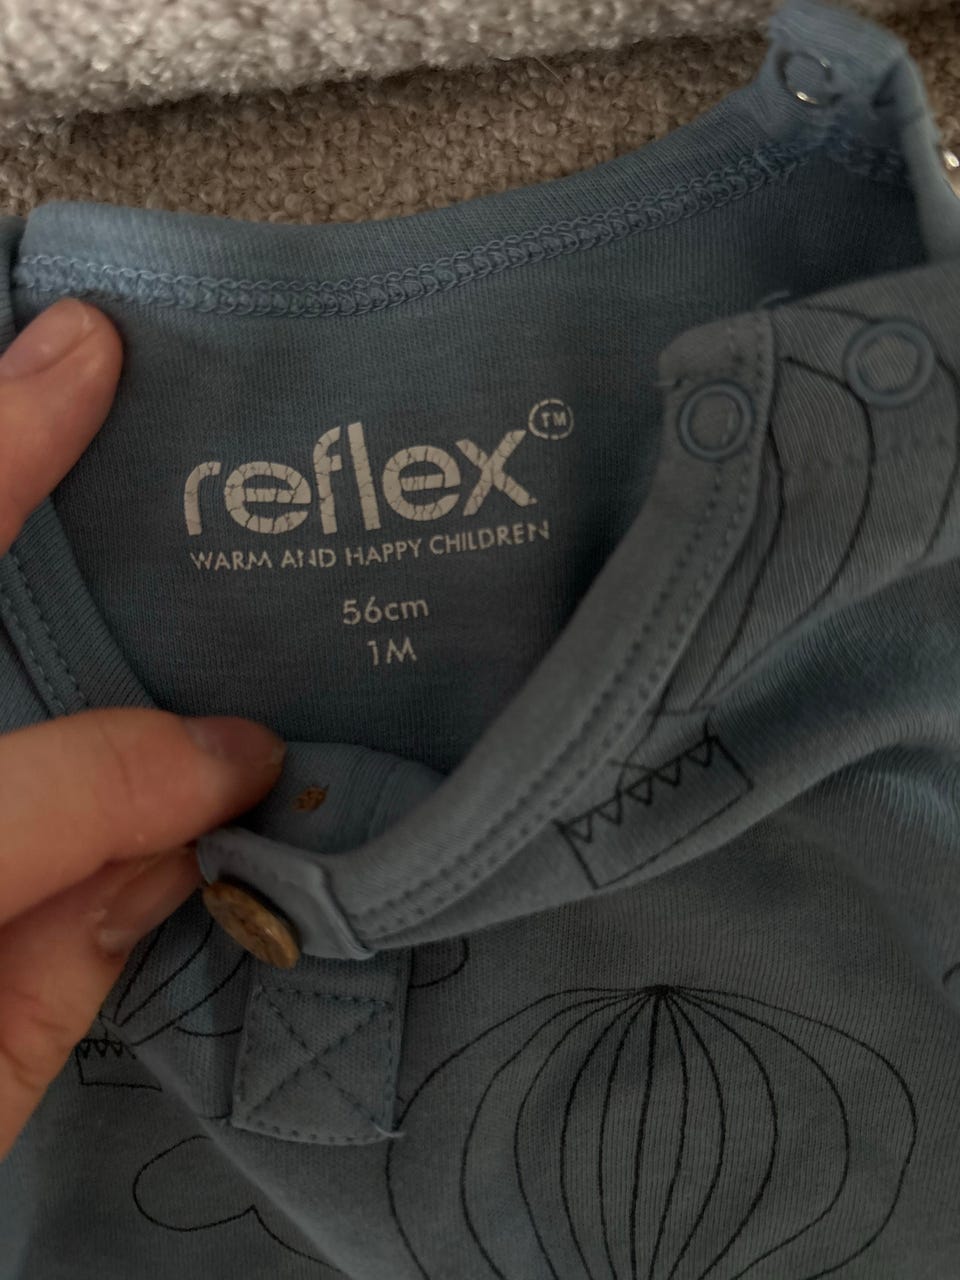 reflex™
WARM AND HAPPY CHILDREN
56cm
1M